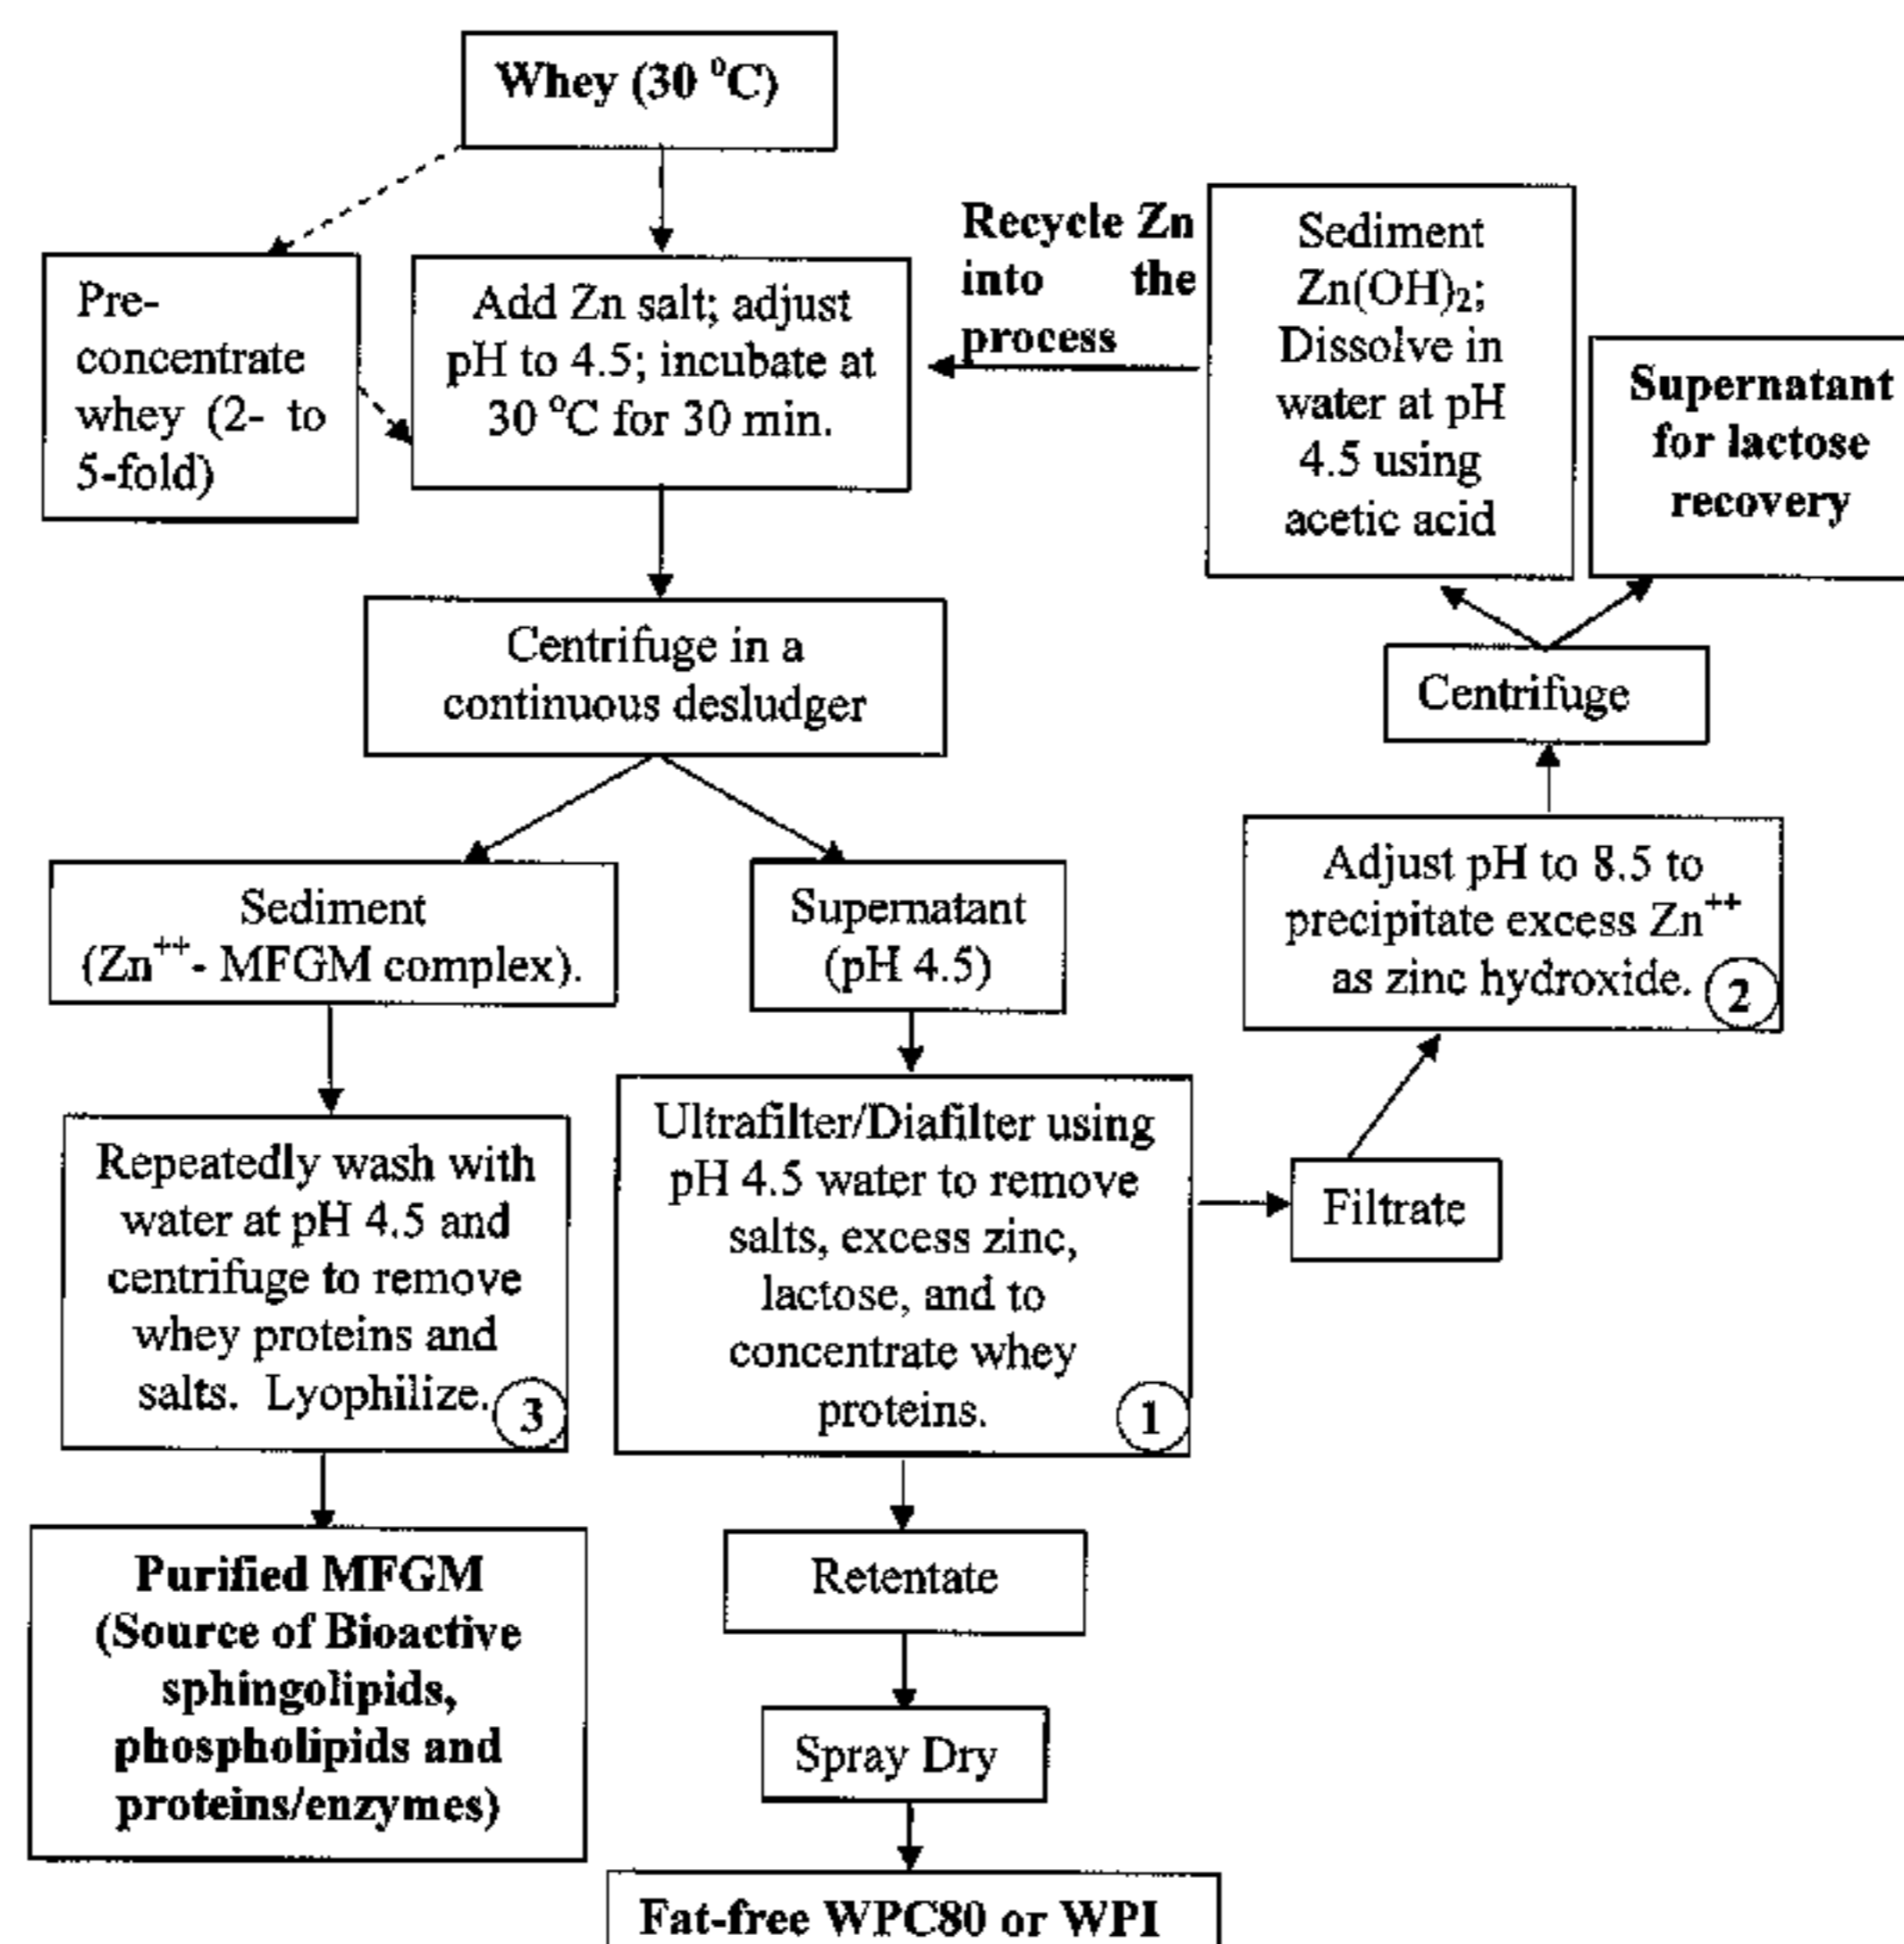 Whey (30 °C)
Pre-
concentrate
whey (2- to
5-fold)
Add Zn salt; adjust
pH to 4.5; incubate at
30 °C for 30 min.
Recycle Zn
into the
process
Sediment
Zn(OH)₂;
Dissolve in
water at pH
4.5 using
acetic acid
Supernatant
for lactose
recovery
Centrifuge in a
continuous desludger
Centrifuge
Sediment
(Zn⁺⁺- MFGM complex).
Supernatant
(pH 4.5)
Adjust pH to 8.5 to
precipitate excess Zn⁺⁺
as zinc hydroxide.
2
Repeatedly wash with
water at pH 4.5 and
centrifuge to remove
whey proteins and
salts. Lyophilize.
3
Ultrafilter/Diafilter using
pH 4.5 water to remove
salts, excess zinc,
lactose, and to
concentrate whey
proteins.
1
Filtrate
Purified MFGM
(Source of Bioactive
sphingolipids,
phospholipids and
proteins/enzymes)
Retentate
Spray Dry
Fat-free WPC80 or WPI